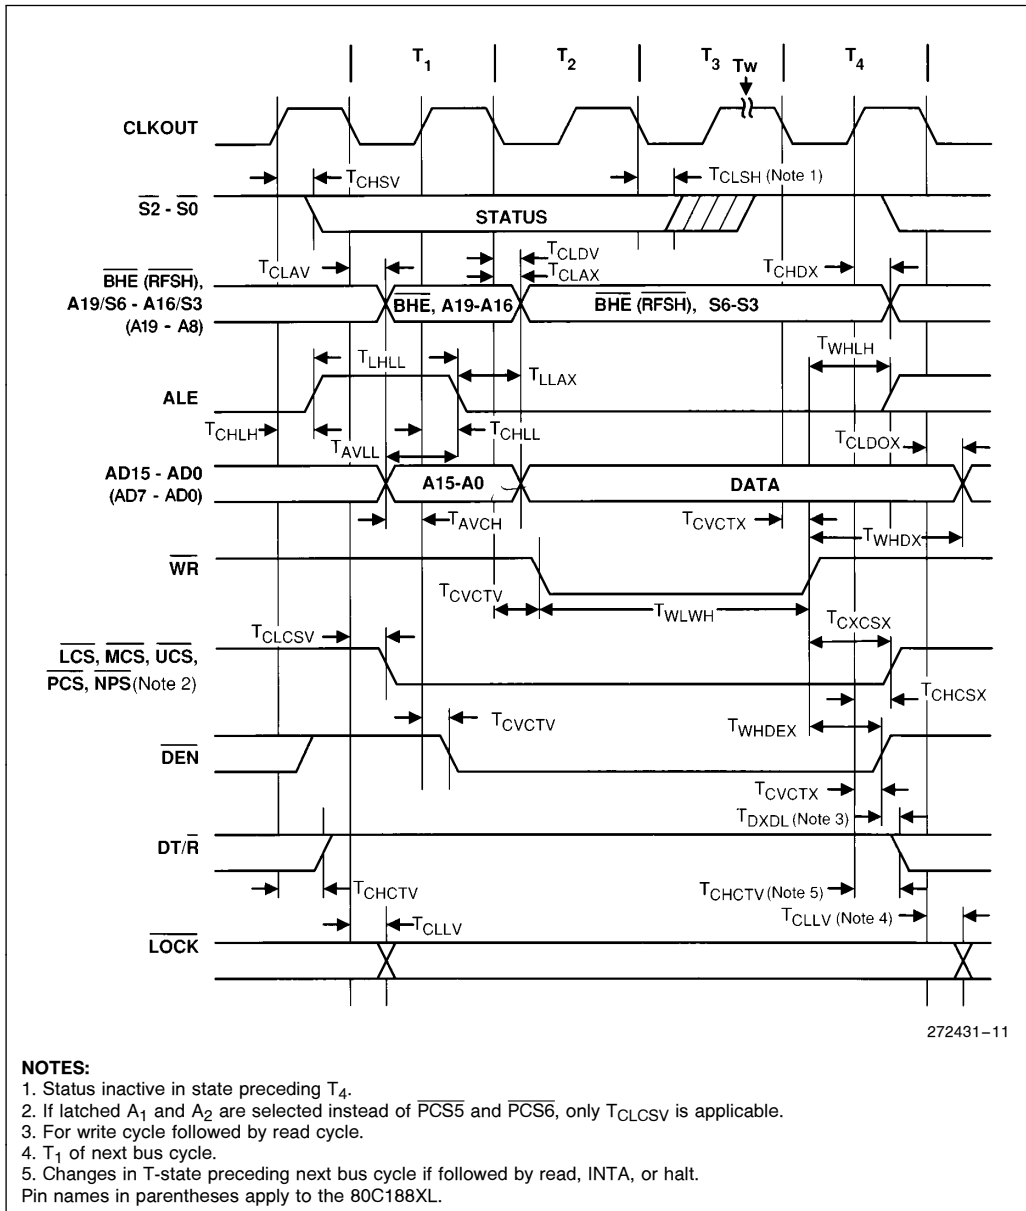 T1 T2 T3 Tw T4
CLKOUT
TCHSV TCLSH (Note 1)
S2 - S0 STATUS
TCLDV
TCLAV TCLAX TCHDX
BHE (RFSH),
A19/S6 - A16/S3 BHE, A19-A16 BHE (RFSH), S6-S3
(A19 - A8)
TLHLL TWHLH
TLLAX
ALE
TCHLH TCHLL TCLDOX
TAVLL
AD15 - AD0 A15-A0 DATA
(AD7 - AD0)
TAVCH TCVCTX
TWHDX
WR
TCVCTV TWLWH TCXCSX
TCLCSV
LCS, MCS, UCS,
PCS, NPS (Note 2)
TCHCSX
TCVCTV TWHDEX
DEN
TCVCTX
TDXDL (Note 3)
DT/R
TCHCTV TCHCTV (Note 5)
TCLLV TCLLV (Note 4)
LOCK
272431–11
NOTES:
1. Status inactive in state preceding T4.
2. If latched A1 and A2 are selected instead of PCS5 and PCS6, only TCLCSV is applicable.
3. For write cycle followed by read cycle.
4. T1 of next bus cycle.
5. Changes in T-state preceding next bus cycle if followed by read, INTA, or halt.
Pin names in parentheses apply to the 80C188XL.